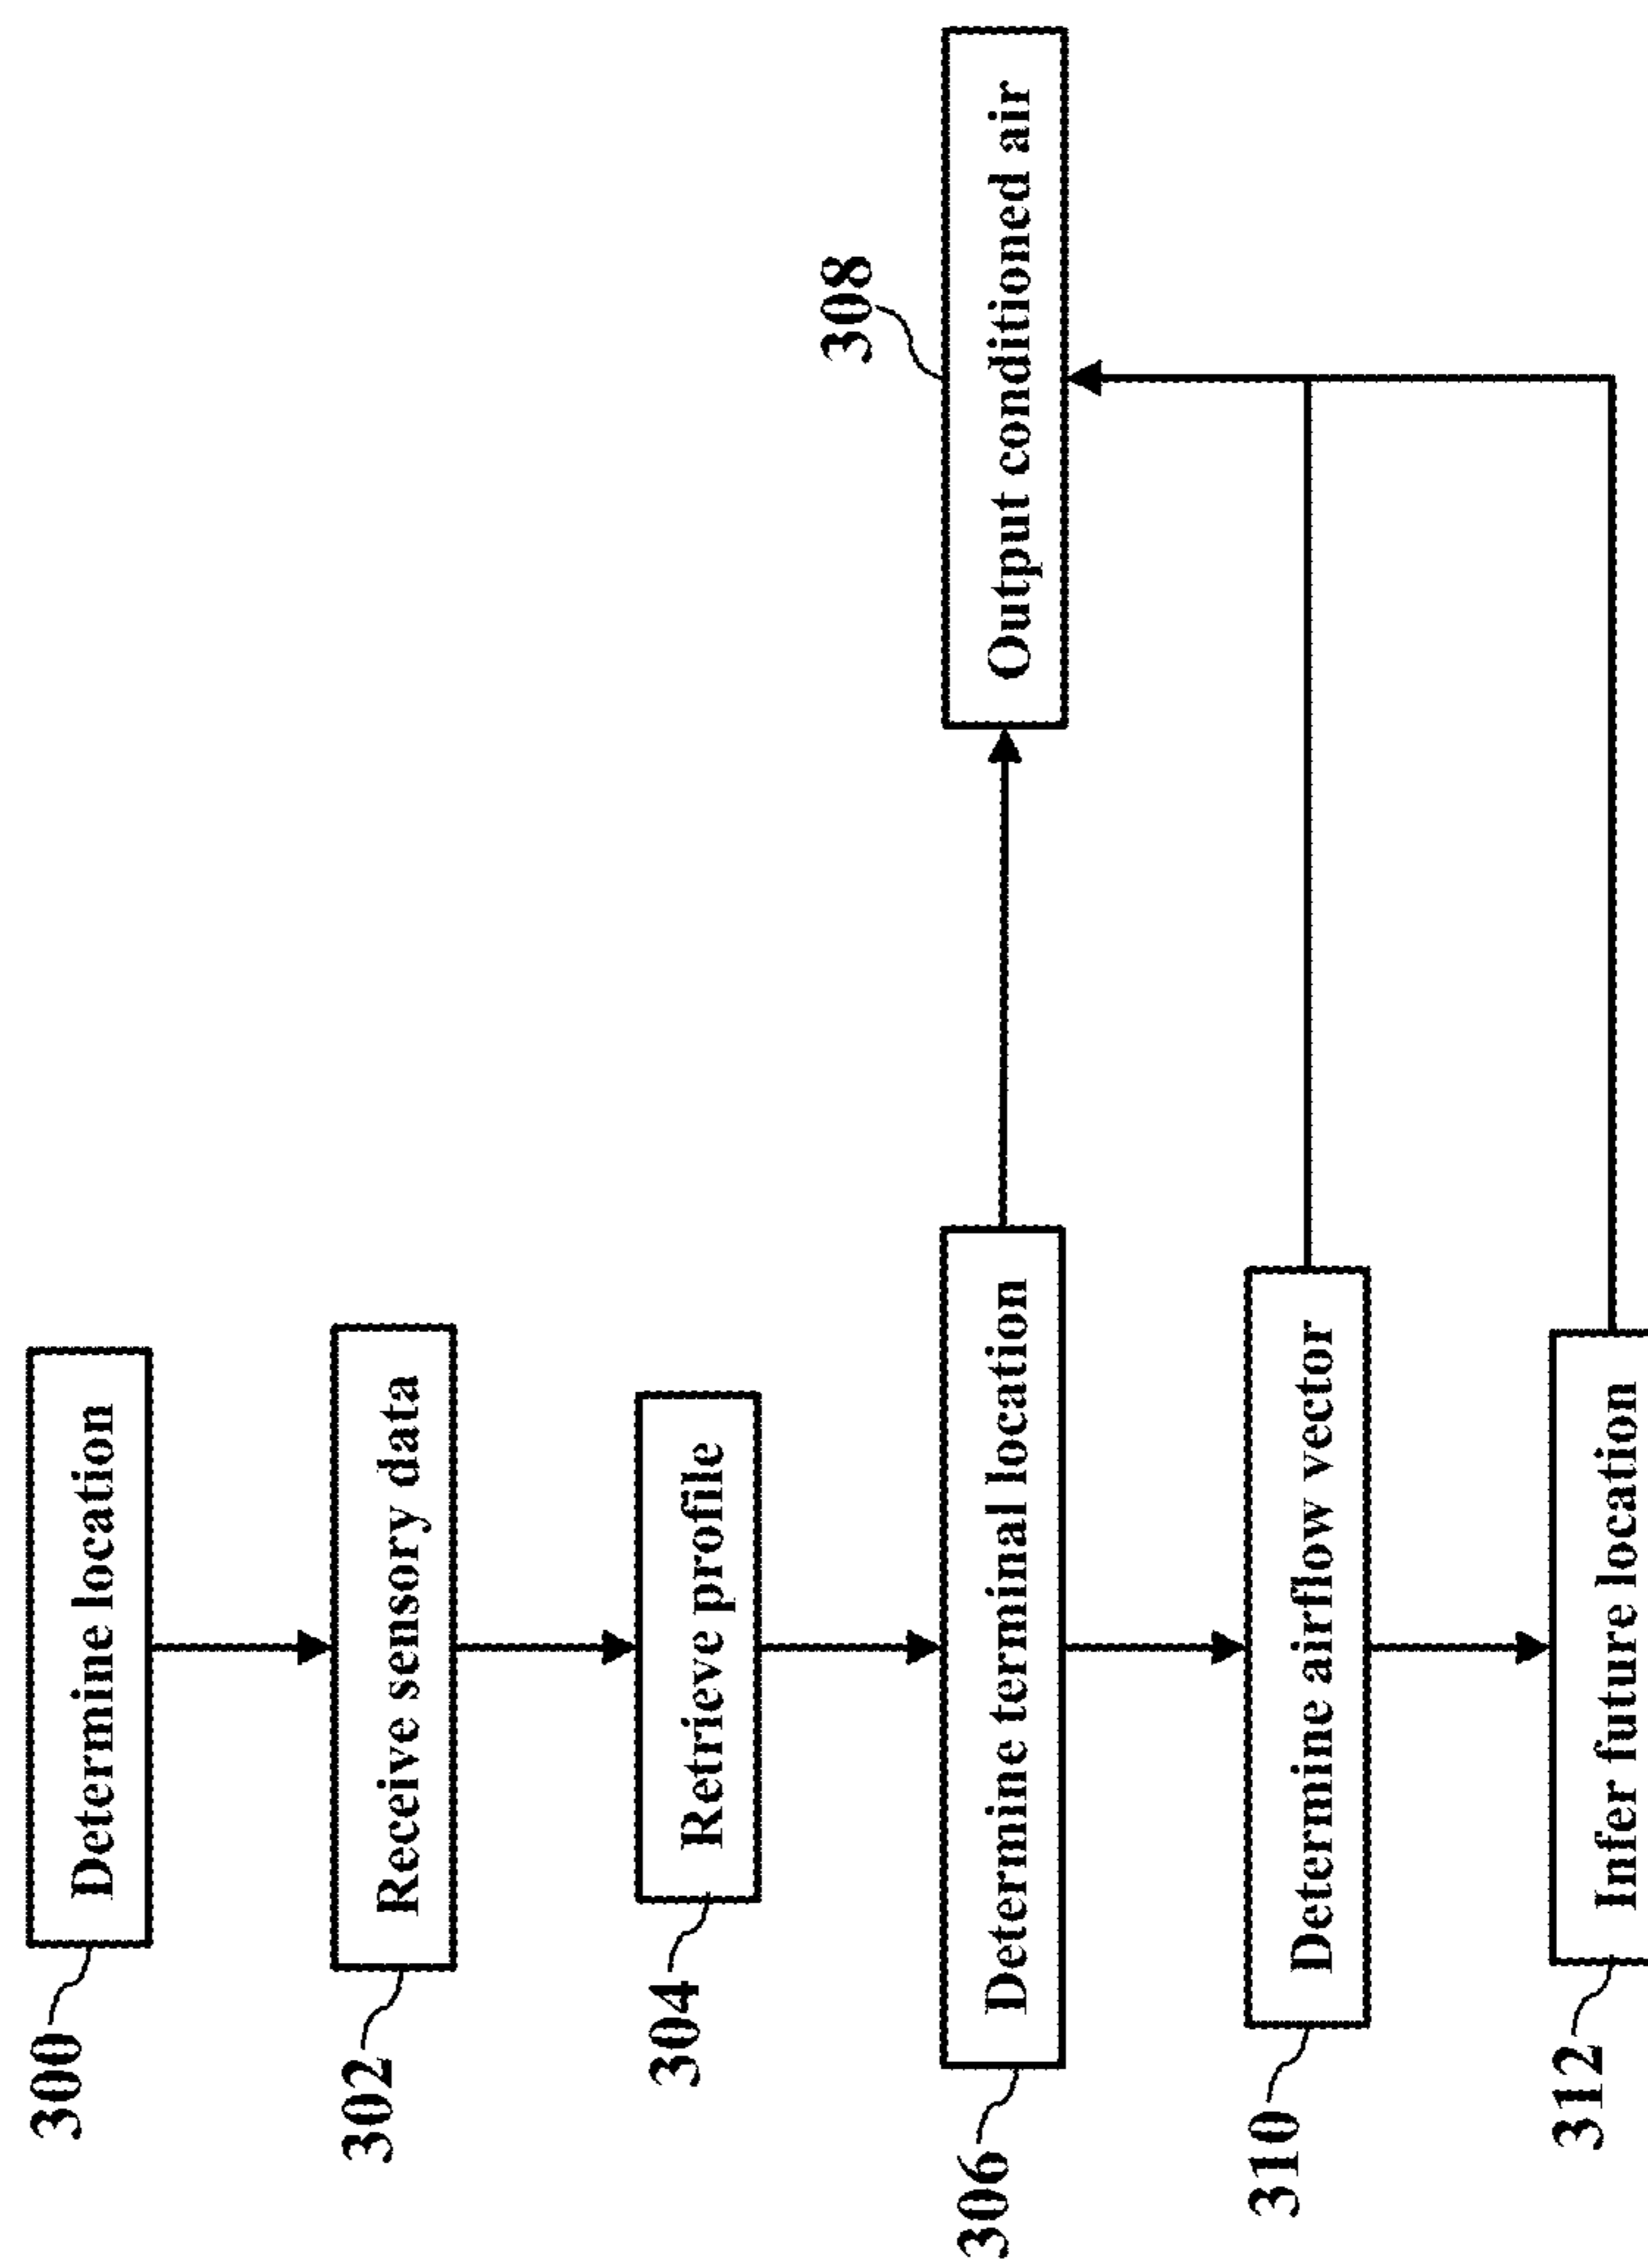 300
Determine location
302
Receive sensory data
304
Retrieve profile
306
Determine terminal location
308
Output conditioned air
310
Determine airflow vector
312
Infer future location